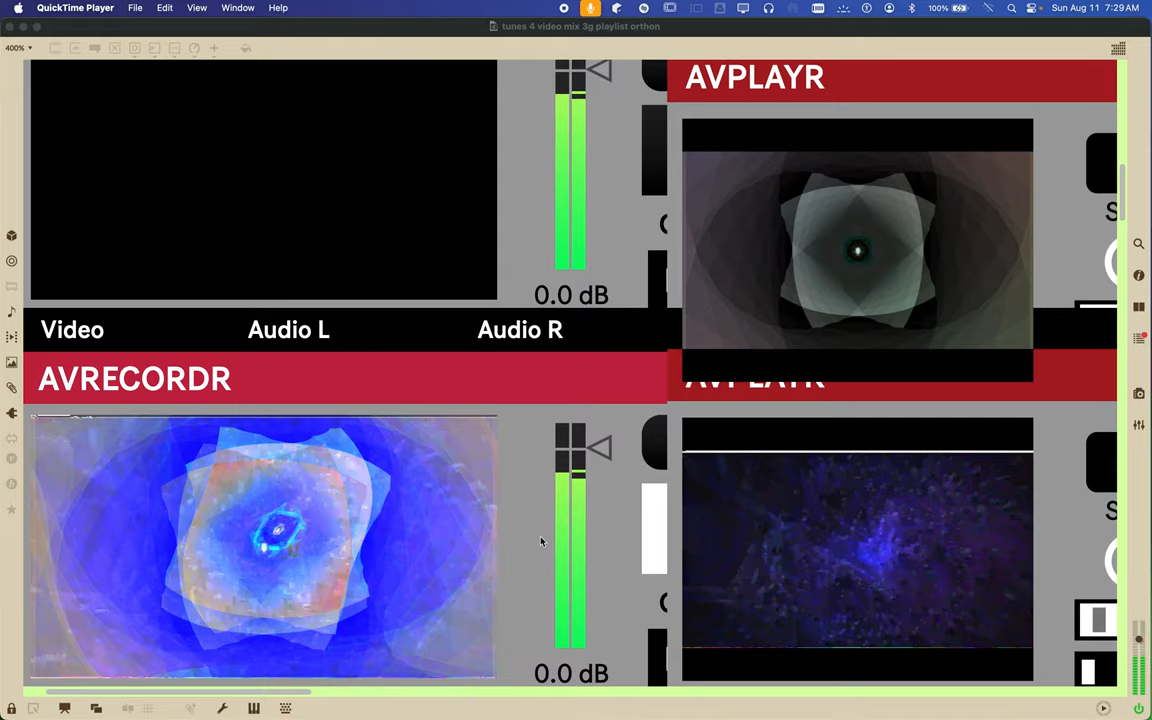 QuickTime Player File Edit View Window Help
100% Sun Aug 11 7:29 AM
tunes 4 video mix 3g playlist orthon
400%
AVPLAYR
0.0 dB
Video Audio L Audio R
AVRECORDR
AVPLAYR
0.0 dB